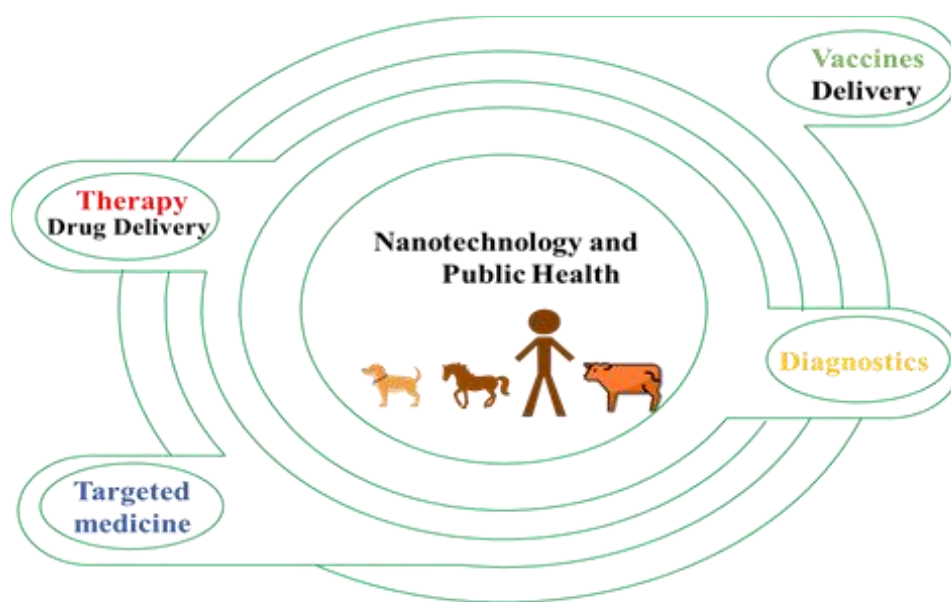 Vaccines
Delivery
Therapy
Drug Delivery
Nanotechnology and
Public Health
Diagnostics
Targeted
medicine